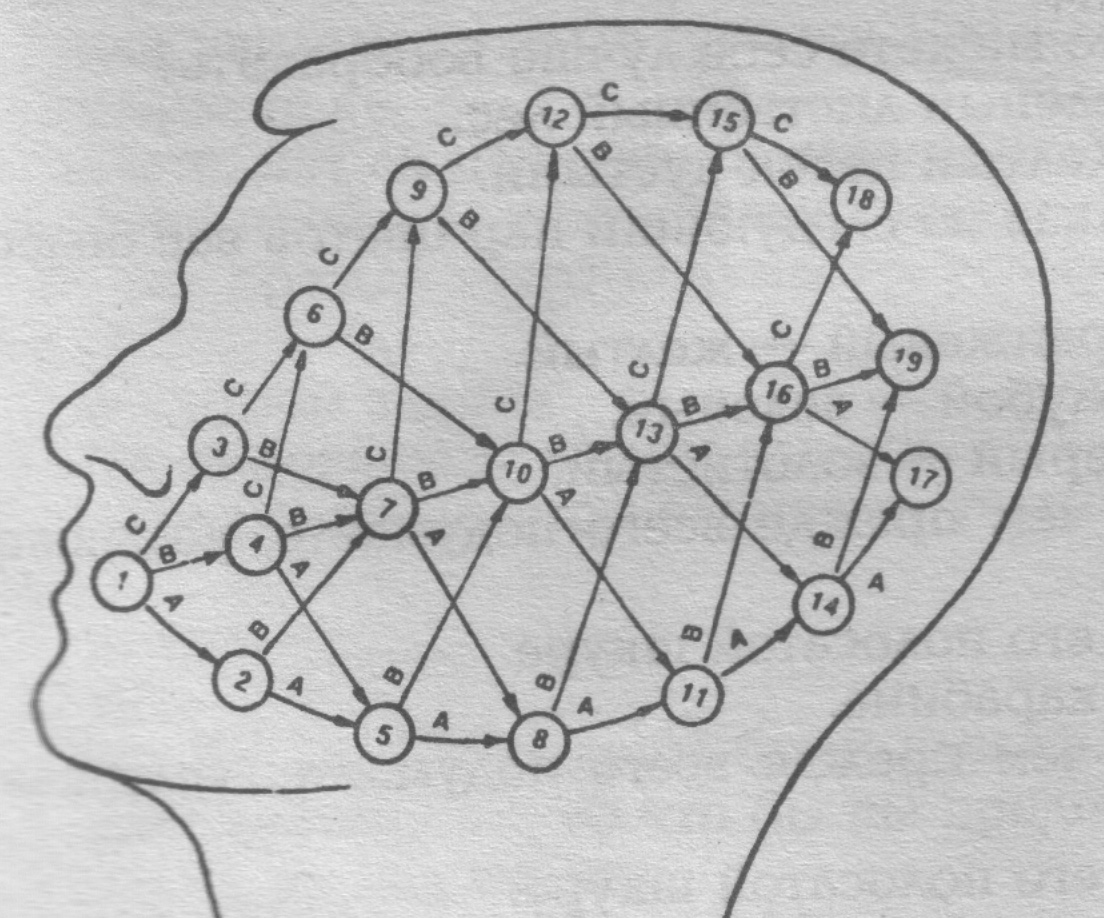 12 C 15 C
C B B 18
9 B
C
6 B C 19
C C 16 B A
C 13 B A
3 B C C 10 B A 17
C C 7 B A
1 B 4 B A
A B A
B 14 A
2 A B B B A
5 A 8 A 11